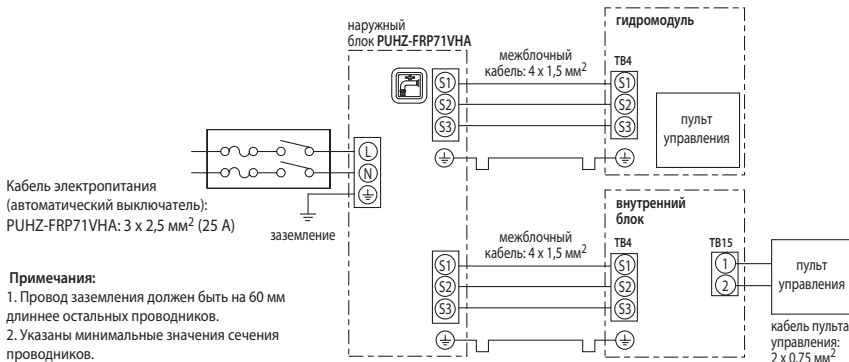 наружный
блок PUHZ-FRP71VHA
гидромодуль
межблочный
кабель: 4 x 1,5 мм²
TB4
S1
S2
S3
S1
S2
S3
пульт
управления
L
N
Кабель электропитания
(автоматический выключатель):
PUHZ-FRP71VHA: 3 x 2,5 мм² (25 А)
заземление
внутренний
блок
межблочный
кабель: 4 x 1,5 мм²
TB4
TB15
S1
S2
S3
S1
S2
S3
1
2
пульт
управления
кабель пульта
управления:
2 x 0,75 мм²
Примечания:
1. Провод заземления должен быть на 60 мм
длиннее остальных проводников.
2. Указаны минимальные значения сечения
проводников.